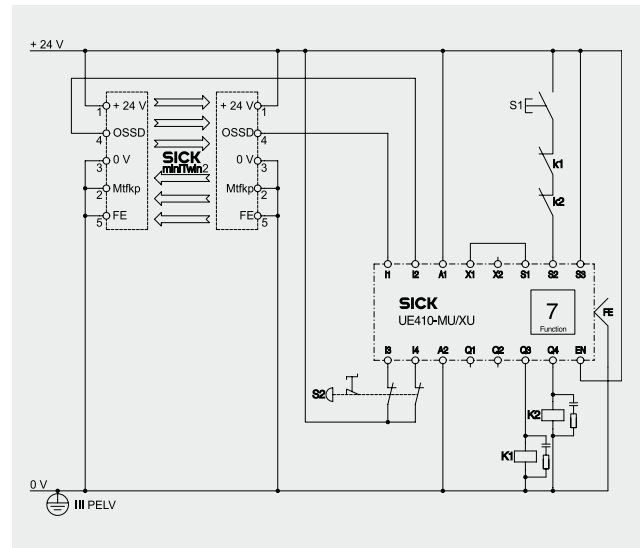 + 24 V
1 + 24 V
4 OSSD
3 0 V
2 Mtfkp
5 FE
SICK
miniTwin2
+ 24 V 1
OSSD 4
0 V 3
Mtfkp 2
FE 5
S1
k1
k2
I1 I2 A1 X1 X2 S1 S2 S3
SICK
UE410-MU/XU
7
Function
FE
I3 I4 A2 Q1 Q2 Q3 Q4 EN
S2
K2
K1
0 V
III PELV